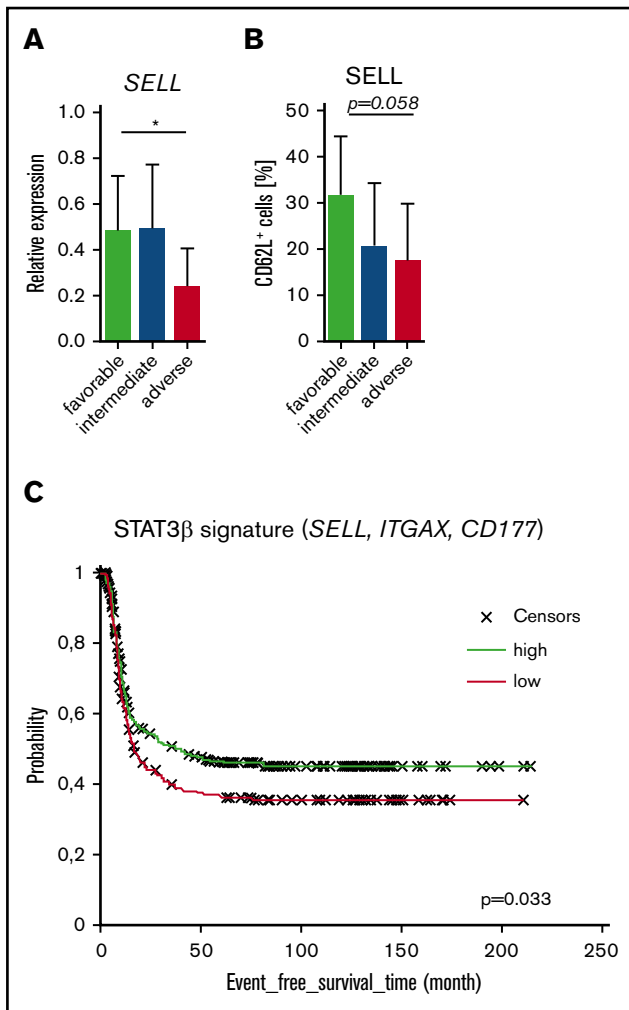 A
SELL
Relative expression
1.0
0.8
0.6
0.4
0.2
0.0
*
favorable
intermediate
adverse
B
SELL
p=0.058
CD62L+ cells [%]
50
40
30
20
10
0
favorable
intermediate
adverse
C
STAT3β signature (SELL, ITGAX, CD177)
Probability
1
0,8
0,6
0,4
0,2
0
Censors
high
low
p=0.033
0 50 100 150 200 250
Event_free_survival_time (month)